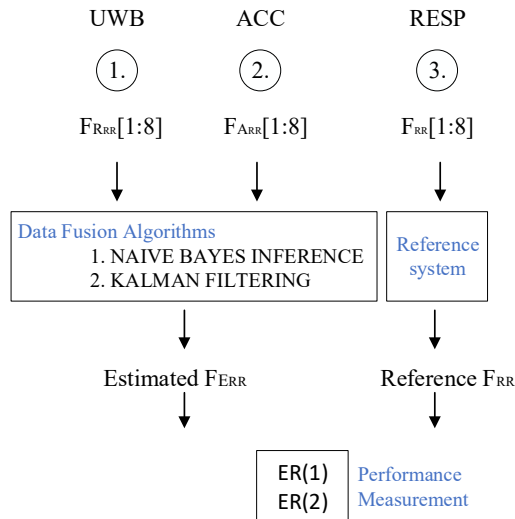 UWB ACC RESP
1. 2. 3.
FRRR[1:8] FARR[1:8] FRR[1:8]
Data Fusion Algorithms
1. NAIVE BAYES INFERENCE
2. KALMAN FILTERING
Reference
system
Estimated FERR Reference FRR
ER(1)
ER(2)
Performance
Measurement